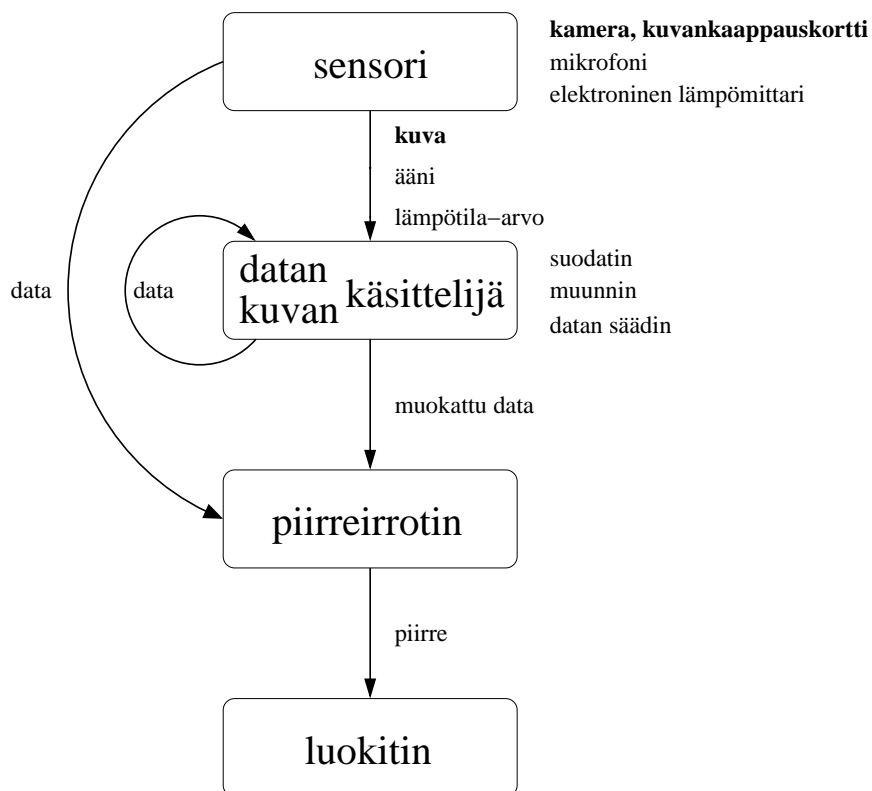 sensori
kamera, kuvankaappauskortti
mikrofoni
elektroninen lämpömittari
kuva
ääni
lämpötila–arvo
data
data
datan
kuvan
käsittelijä
suodatin
muunnin
datan säädin
muokattu data
piirreirrotin
piirre
luokitin